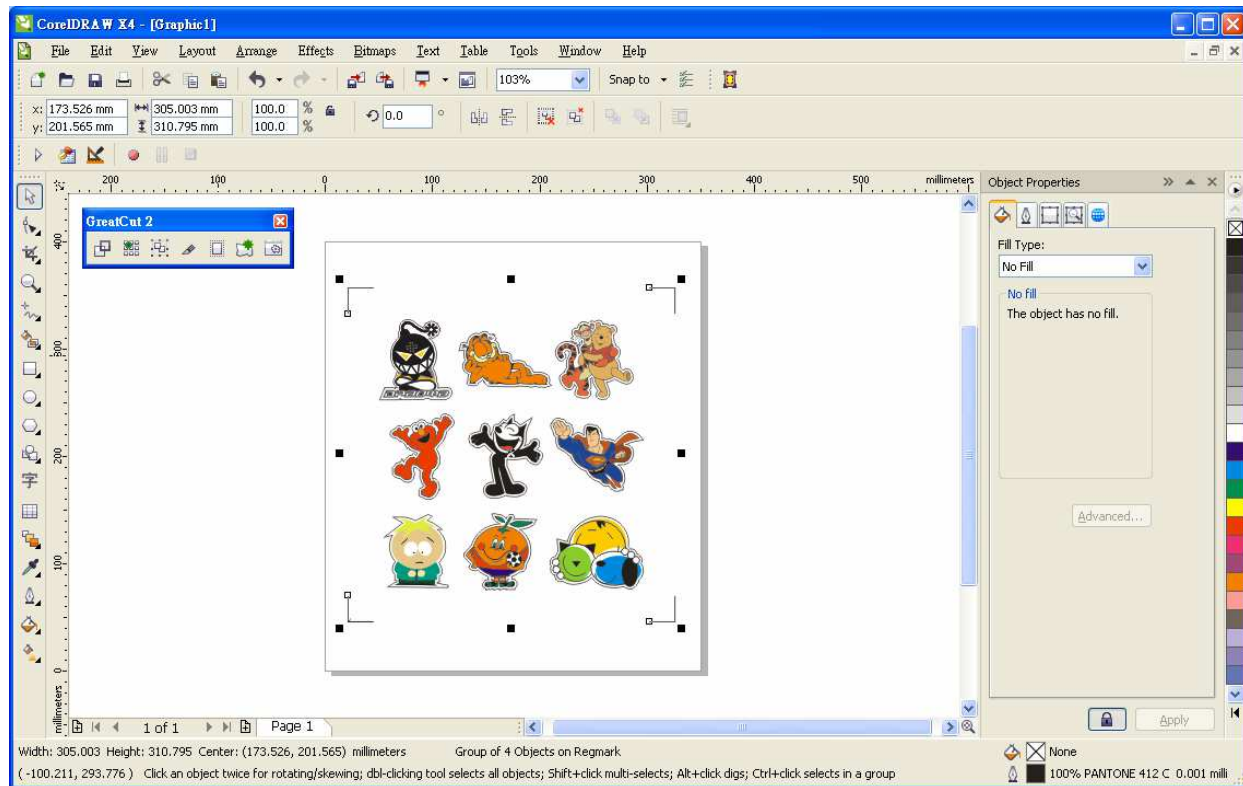 CorelDRAW X4 - [Graphic1]
File Edit View Layout Arrange Effects Bitmaps Text Table Tools Window Help
103% Snap to
x: 173.526 mm 305.003 mm 100.0 % 0.0 °
y: 201.565 mm 310.795 mm 100.0 %
200 100 0 100 200 300 400 500 millimeters
Object Properties
GreatCut 2
Fill Type:
No Fill
No fill
The object has no fill.
400
300
200
字
100
0
millimeters
Advanced...
1 of 1 Page 1
Apply
Width: 305.003 Height: 310.795 Center: (173.526, 201.565) millimeters Group of 4 Objects on Regmark None
( -100.211, 293.776 ) Click an object twice for rotating/skewing; dbl-clicking tool selects all objects; Shift+click multi-selects; Alt+click digs; Ctrl+click selects in a group 100% PANTONE 412 C 0.001 milli